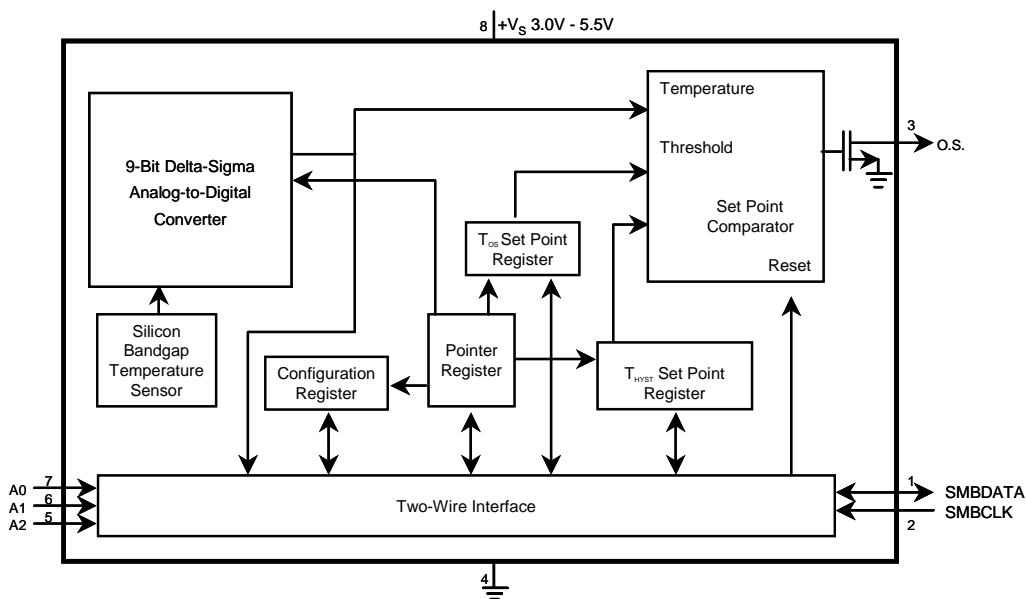 8 +VS 3.0V - 5.5V
Temperature
Threshold
Set Point
Comparator
Reset
3
O.S.
9-Bit Delta-Sigma
Analog-to-Digital
Converter
TOS Set Point
Register
Silicon
Bandgap
Temperature
Sensor
Configuration
Register
Pointer
Register
THYST Set Point
Register
A0 7
A1 6
A2 5
Two-Wire Interface
1 SMBDATA
SMBCLK
2
4